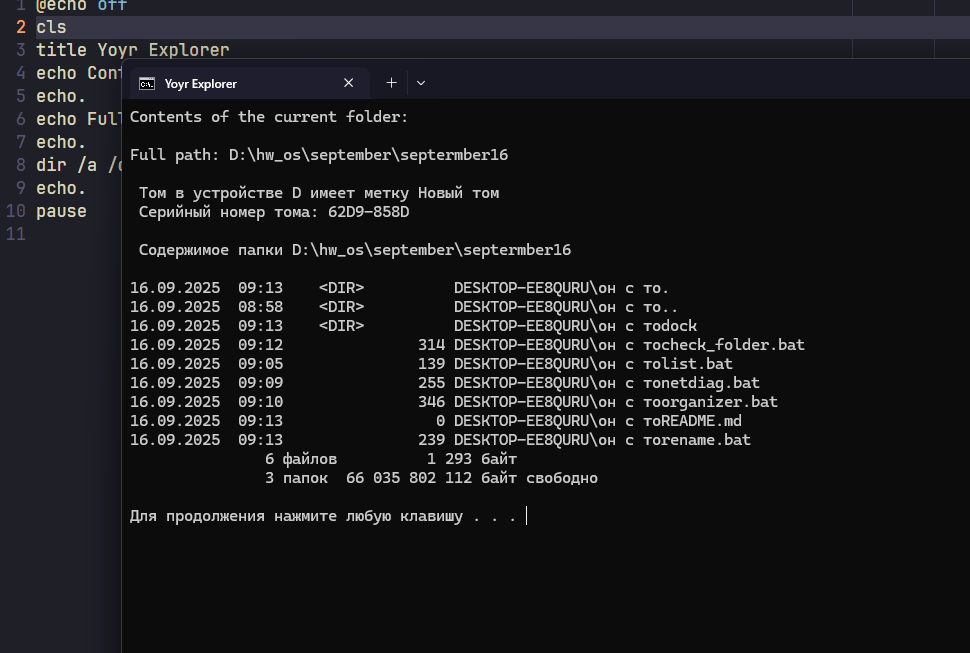 1 @echo off
2 cls
3 title Yoyr Explorer
4 echo Cont
5 echo.
6 echo Full
7 echo.
8 dir /a /
9 echo.
10 pause
11
Yoyr Explorer
Contents of the current folder:
Full path: D:\hw_os\september\septermber16
Том в устройстве D имеет метку Новый том
Серийный номер тома: 62D9-858D
Содержимое папки D:\hw_os\september\septermber16
16.09.2025  09:13    <DIR>          DESKTOP-EE8QURU\он с то.
16.09.2025  08:58    <DIR>          DESKTOP-EE8QURU\он с то..
16.09.2025  09:13    <DIR>          DESKTOP-EE8QURU\он с тоdock
16.09.2025  09:12               314 DESKTOP-EE8QURU\он с тоcheck_folder.bat
16.09.2025  09:05               139 DESKTOP-EE8QURU\он с тоlist.bat
16.09.2025  09:09               255 DESKTOP-EE8QURU\он с тоnetdiag.bat
16.09.2025  09:10               346 DESKTOP-EE8QURU\он с тоorganizer.bat
16.09.2025  09:13                 0 DESKTOP-EE8QURU\он с тоREADME.md
16.09.2025  09:13               239 DESKTOP-EE8QURU\он с тоrename.bat
6 файлов          1 293 байт
3 папок  66 035 802 112 байт свободно
Для продолжения нажмите любую клавишу . . .